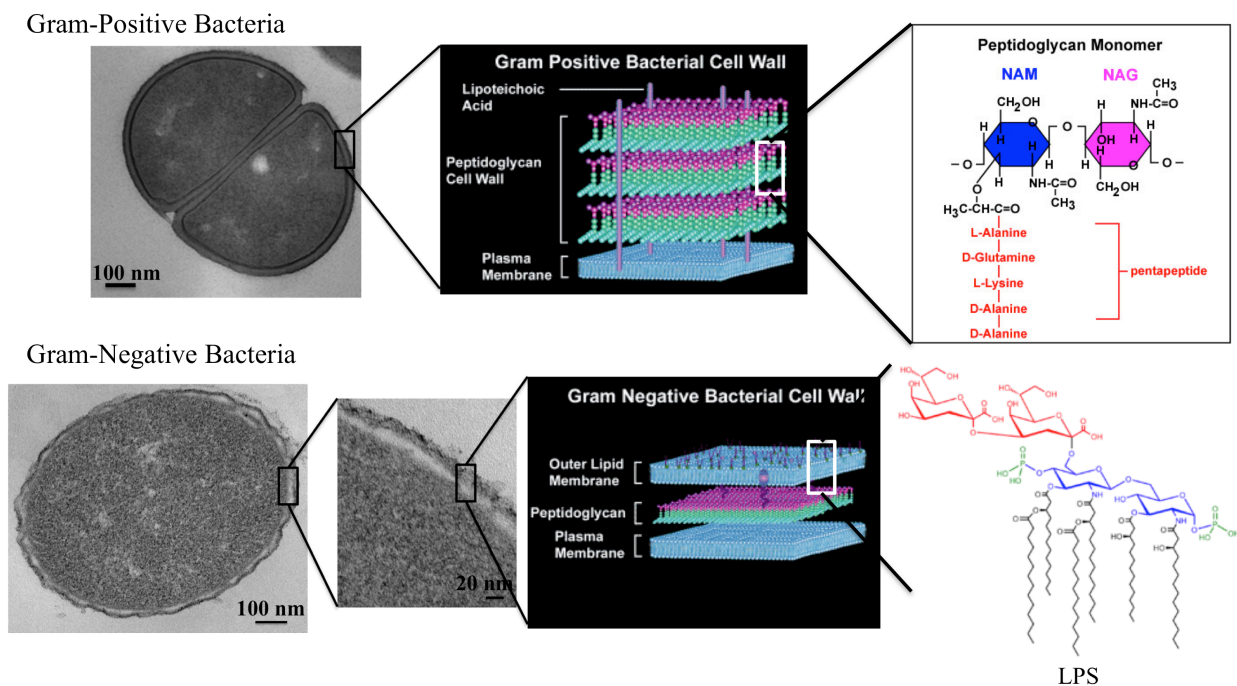 Gram-Positive Bacteria
100 nm
Gram Positive Bacterial Cell Wall
Lipoteichoic
Acid
Peptidoglycan
Cell Wall
Plasma
Membrane
Peptidoglycan Monomer
NAM NAG
CH₂OH
NH-C=O
CH₃
H
H
O
H
H
O
H
H
OH
H
H
O
O
O
H
O
NH-C=O
CH₃
H
CH₂OH
H₃C-CH-C=O
L-Alanine
D-Glutamine
L-Lysine
D-Alanine
D-Alanine
pentapeptide
Gram-Negative Bacteria
100 nm
20 nm
Gram Negative Bacterial Cell Wall
Outer Lipid
Membrane
Peptidoglycan
Plasma
Membrane
LPS